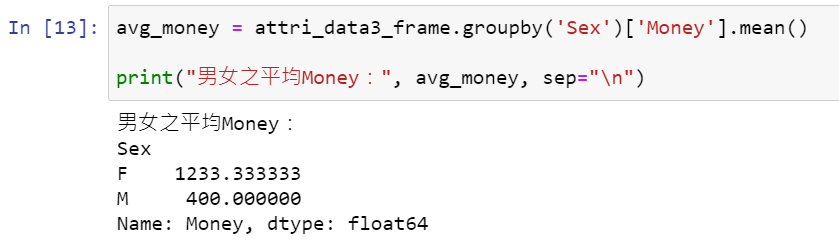 In [13]: avg_money = attri_data3_frame.groupby('Sex')['Money'].mean()
print("男女之平均Money：", avg_money, sep="\n")
男女之平均Money：
Sex
F    1233.333333
M     400.000000
Name: Money, dtype: float64